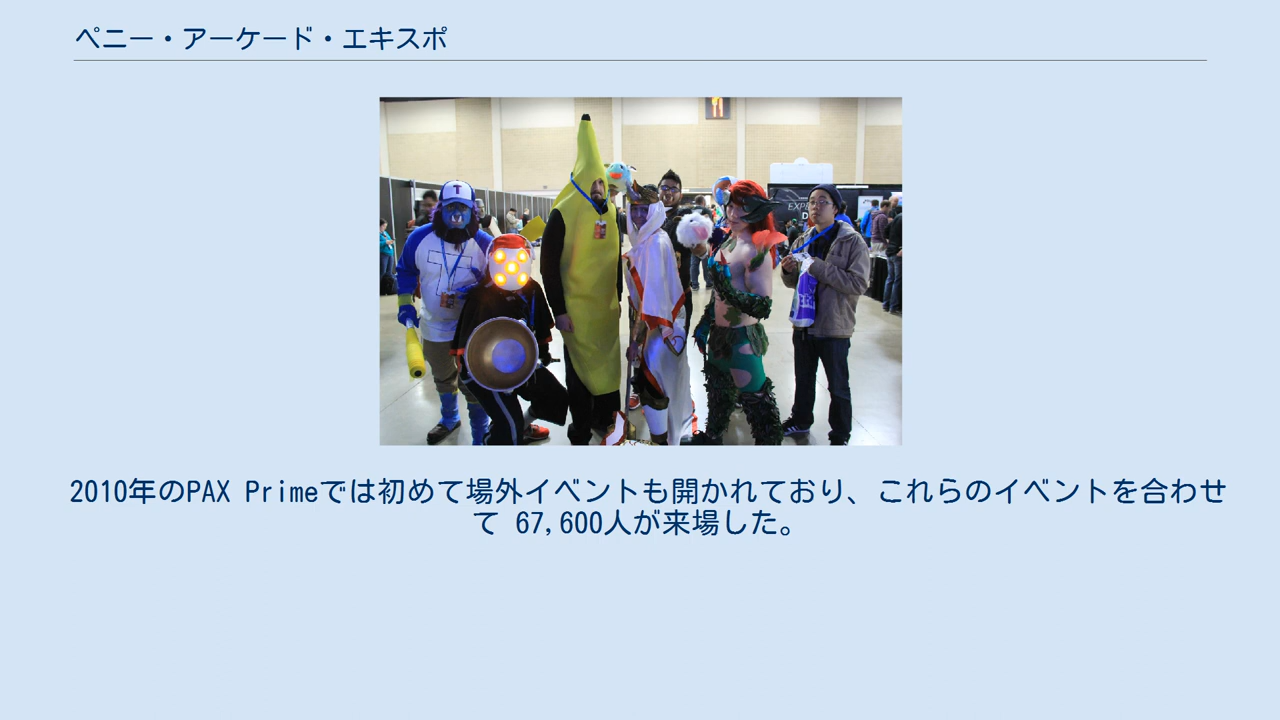 ペニー・アーケード・エキスポ
T
EXPE
D
2010年のPAX Primeでは初めて場外イベントも開かれており、これらのイベントを合わせ
て 67,600人が来場した。